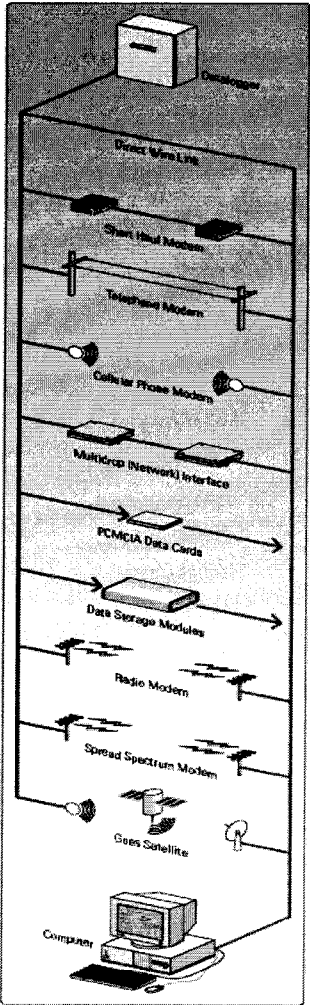 Datalogger
Direct Wire Link
Short Haul Modem
Telephone Modem
Cellular Phone Modem
Multidrop (Network) Interface
PCMCIA Data Cards
Data Storage Modules
Radio Modem
Spread Spectrum Modem
Goes Satellite
Computer